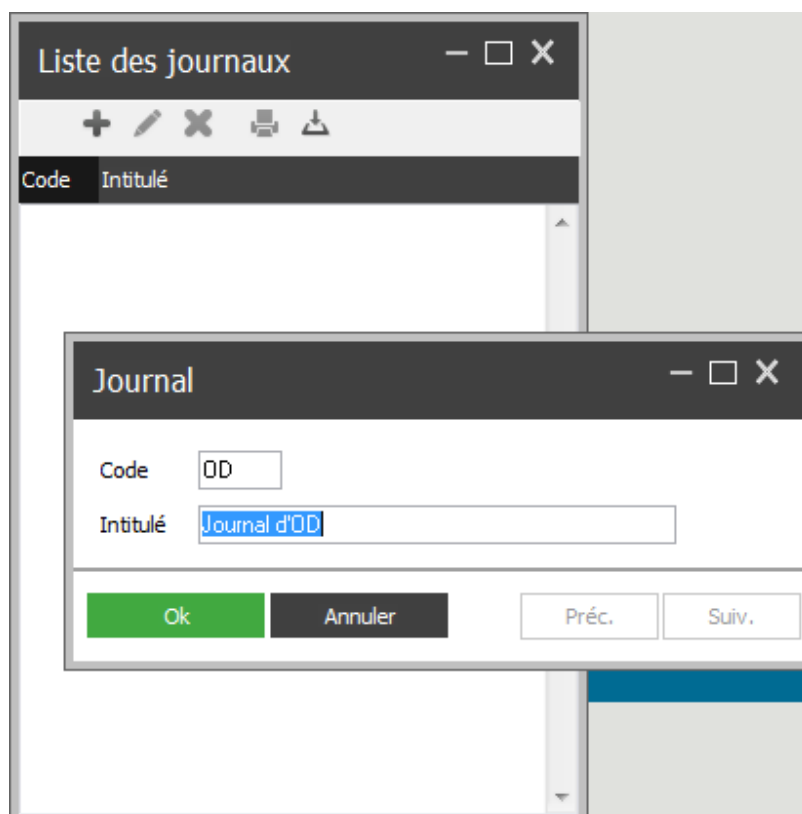 Liste des journaux
Code Intitulé
Journal
Code OD
Intitulé Journal d'OD
Ok Annuler Préc. Suiv.